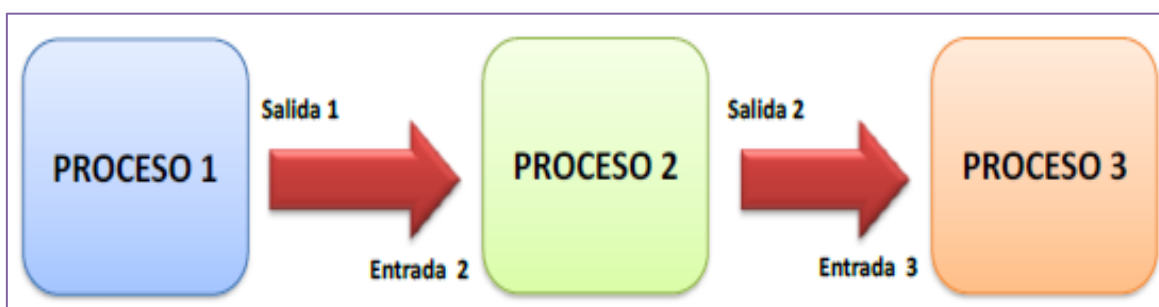 PROCESO 1
Salida 1
Entrada 2
PROCESO 2
Salida 2
Entrada 3
PROCESO 3